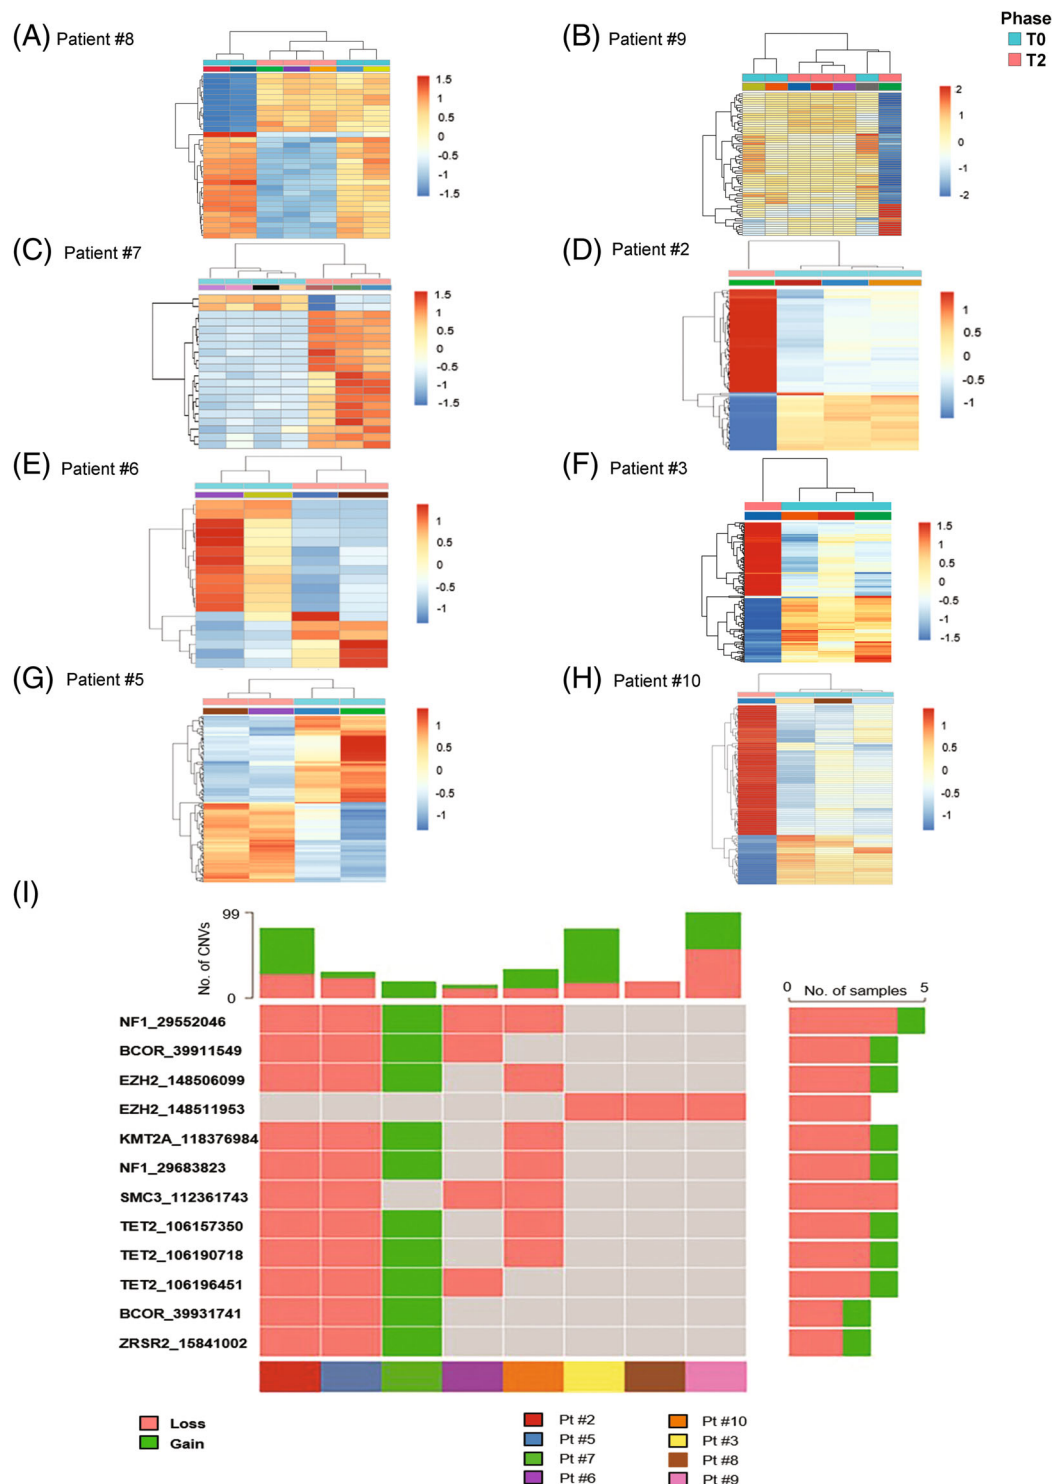 (A) Patient #8
1.5
1
0.5
0
-0.5
-1
-1.5
(B) Patient #9
2
1
0
-1
-2
Phase
T0
T2
(C) Patient #7
1.5
1
0.5
0
-0.5
-1
-1.5
(D) Patient #2
1
0.5
0
-0.5
-1
(E) Patient #6
1
0.5
0
-0.5
-1
(F) Patient #3
1.5
1
0.5
0
-0.5
-1
-1.5
(G) Patient #5
1
0.5
0
-0.5
-1
(H) Patient #10
1
0.5
0
-0.5
-1
(I)
No. of CNVs
99
0
0 No. of samples 5
NF1_29552046
BCOR_39911549
EZH2_148506099
EZH2_148511953
KMT2A_118376984
NF1_29683823
SMC3_112361743
TET2_106157350
TET2_106190718
TET2_106196451
BCOR_39931741
ZRSR2_15841002
Loss
Gain
Pt #2
Pt #5
Pt #7
Pt #6
Pt #10
Pt #3
Pt #8
Pt #9